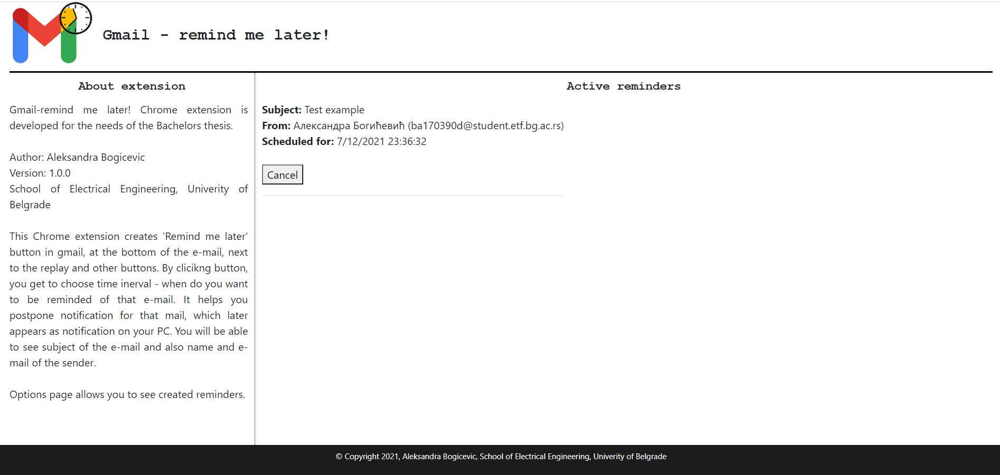 Gmail - remind me later!
About extension
Gmail-remind me later! Chrome extension is
developed for the needs of the Bachelors thesis.
Author: Aleksandra Bogicevic
Version: 1.0.0
School of Electrical Engineering, Univerity of
Belgrade
This Chrome extension creates 'Remind me later'
button in gmail, at the bottom of the e-mail, next
to the replay and other buttons. By clicikng button,
you get to choose time inerval - when do you want
to be reminded of that e-mail. It helps you
postpone notification for that mail, which later
appears as notification on your PC. You will be able
to see subject of the e-mail and also name and e-
mail of the sender.
Options page allows you to see created reminders.
Active reminders
Subject: Test example
From: Александра Богићевић (ba170390d@student.etf.bg.ac.rs)
Scheduled for: 7/12/2021 23:36:32
Cancel
© Copyright 2021, Aleksandra Bogicevic, School of Electrical Engineering, Univerity of Belgrade